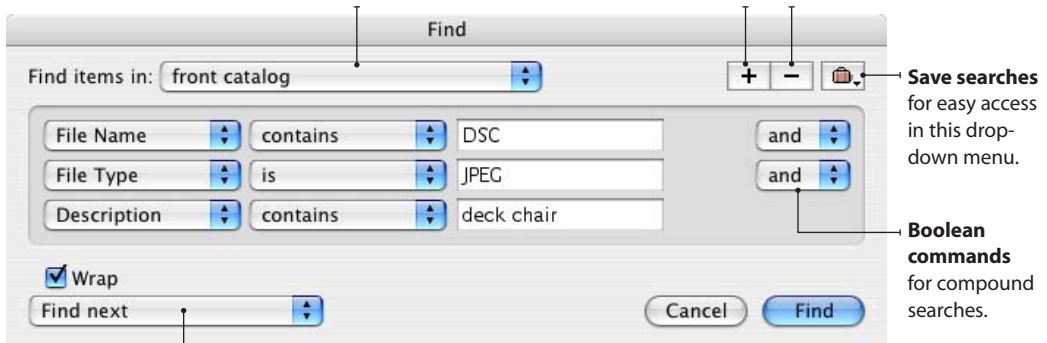 Find
Find items in: front catalog
+ −
Save searches
for easy access
in this drop-
down menu.
File Name contains DSC and
File Type is JPEG and
Description contains deck chair
Boolean
commands
for compound
searches.
Wrap
Find next Cancel Find